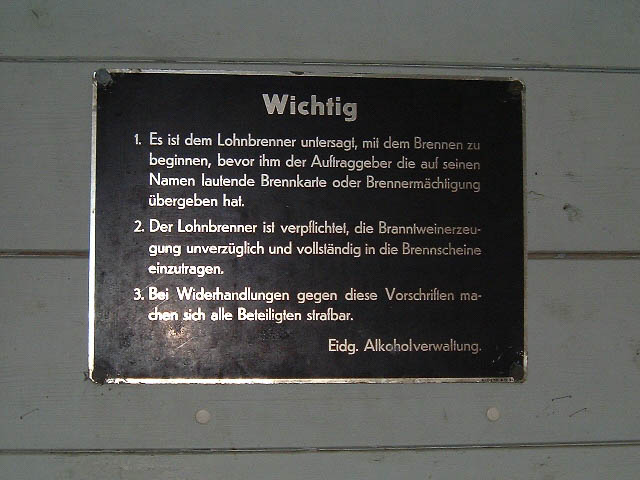 Wichtig
1. Es ist dem Lohnbrenner untersagt, mit dem Brennen zu
beginnen, bevor ihm der Auftraggeber die auf seinen
Namen lautende Brennkarte oder Brennermächtigung
übergeben hat.
2. Der Lohnbrenner ist verpflichtet, die Branntweinerzeu-
gung unverzüglich und vollständig in die Brennscheine
einzutragen.
3. Bei Widerhandlungen gegen diese Vorschriften ma-
chen sich alle Beteiligten strafbar.
Eidg. Alkoholverwaltung.